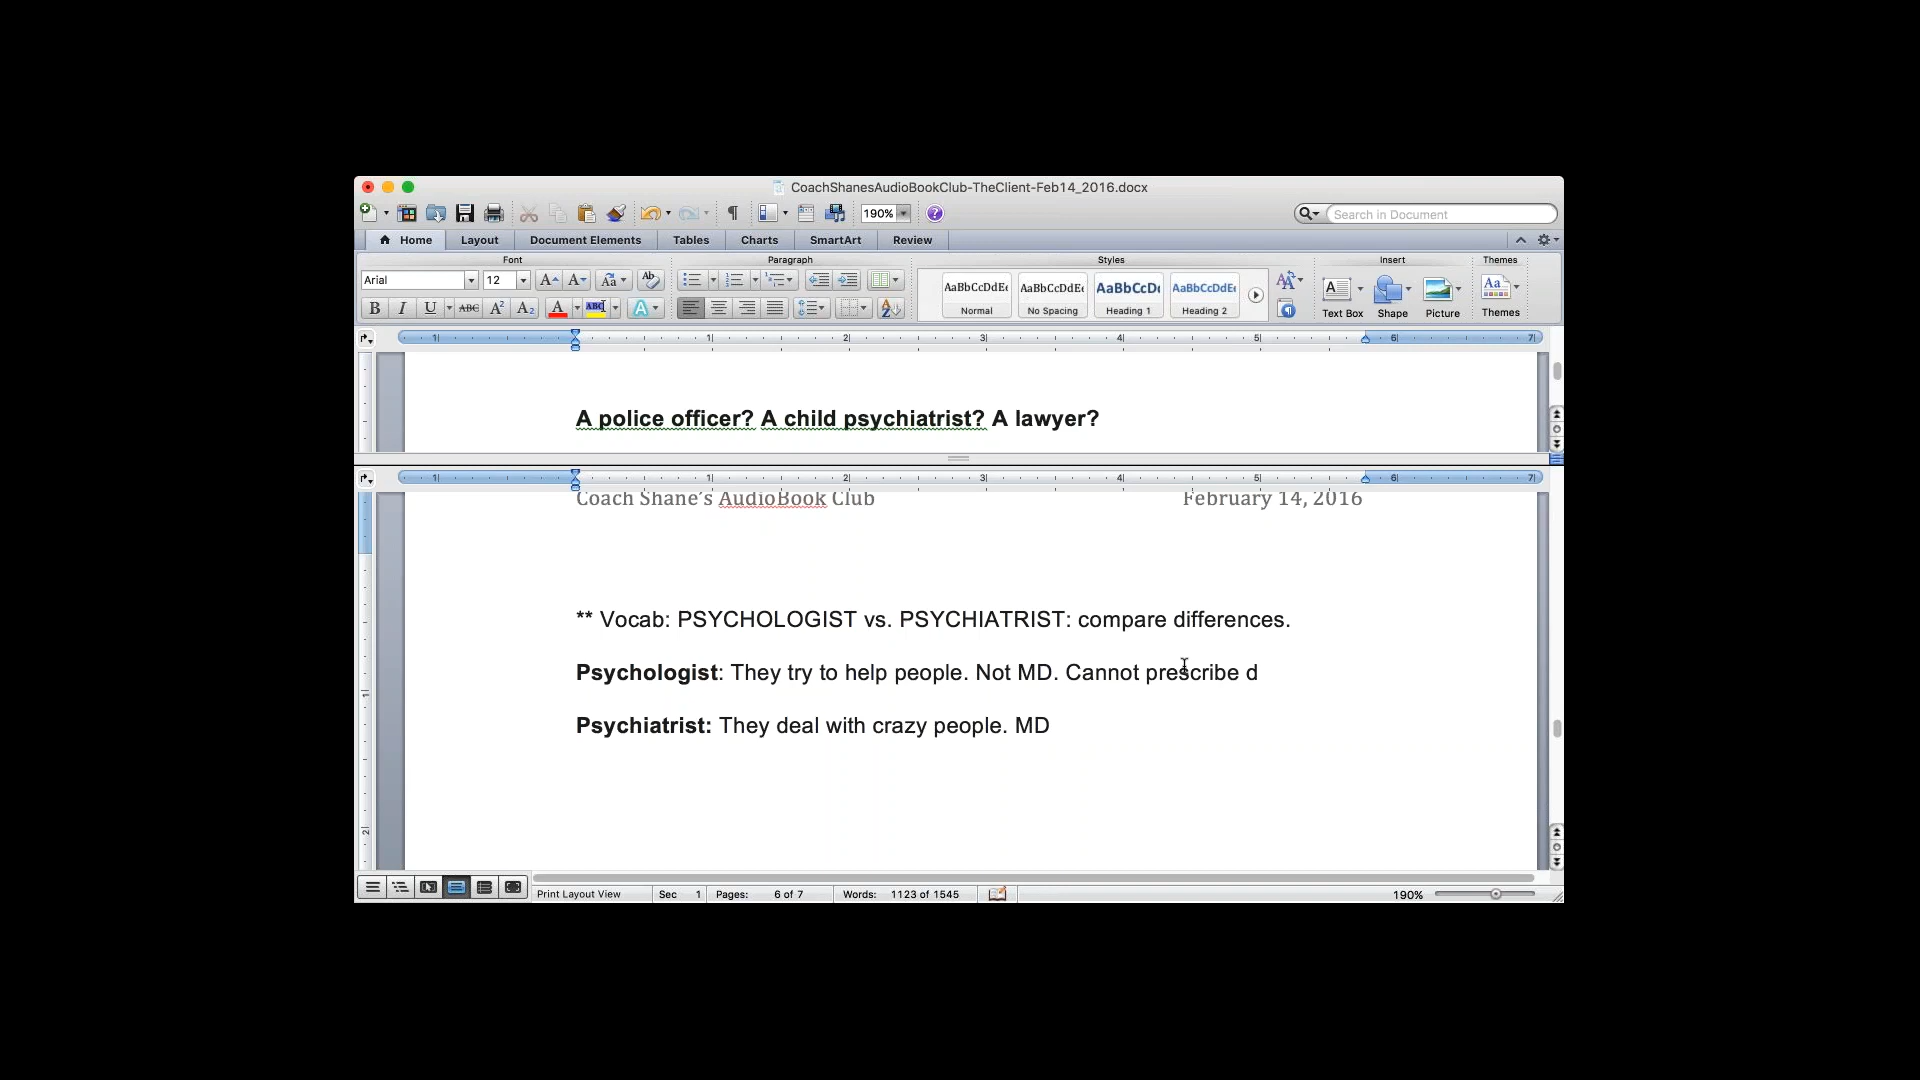 CoachShanesAudioBookClub-TheClient-Feb14_2016.docx
190%
Search in Document
Home Layout Document Elements Tables Charts SmartArt Review
Font Paragraph Styles Insert Themes
Arial 12
AaBbCcDdEe AaBbCcDdEe AaBbCcDd AaBbCcDdEe
Normal No Spacing Heading 1 Heading 2
Text Box Shape Picture Themes
A police officer? A child psychiatrist? A lawyer?
Coach Shane's AudioBook Club February 14, 2016
** Vocab: PSYCHOLOGIST vs. PSYCHIATRIST: compare differences.
Psychologist: They try to help people. Not MD. Cannot prescribe d
Psychiatrist: They deal with crazy people. MD
Print Layout View Sec 1 Pages: 6 of 7 Words: 1123 of 1545 190%